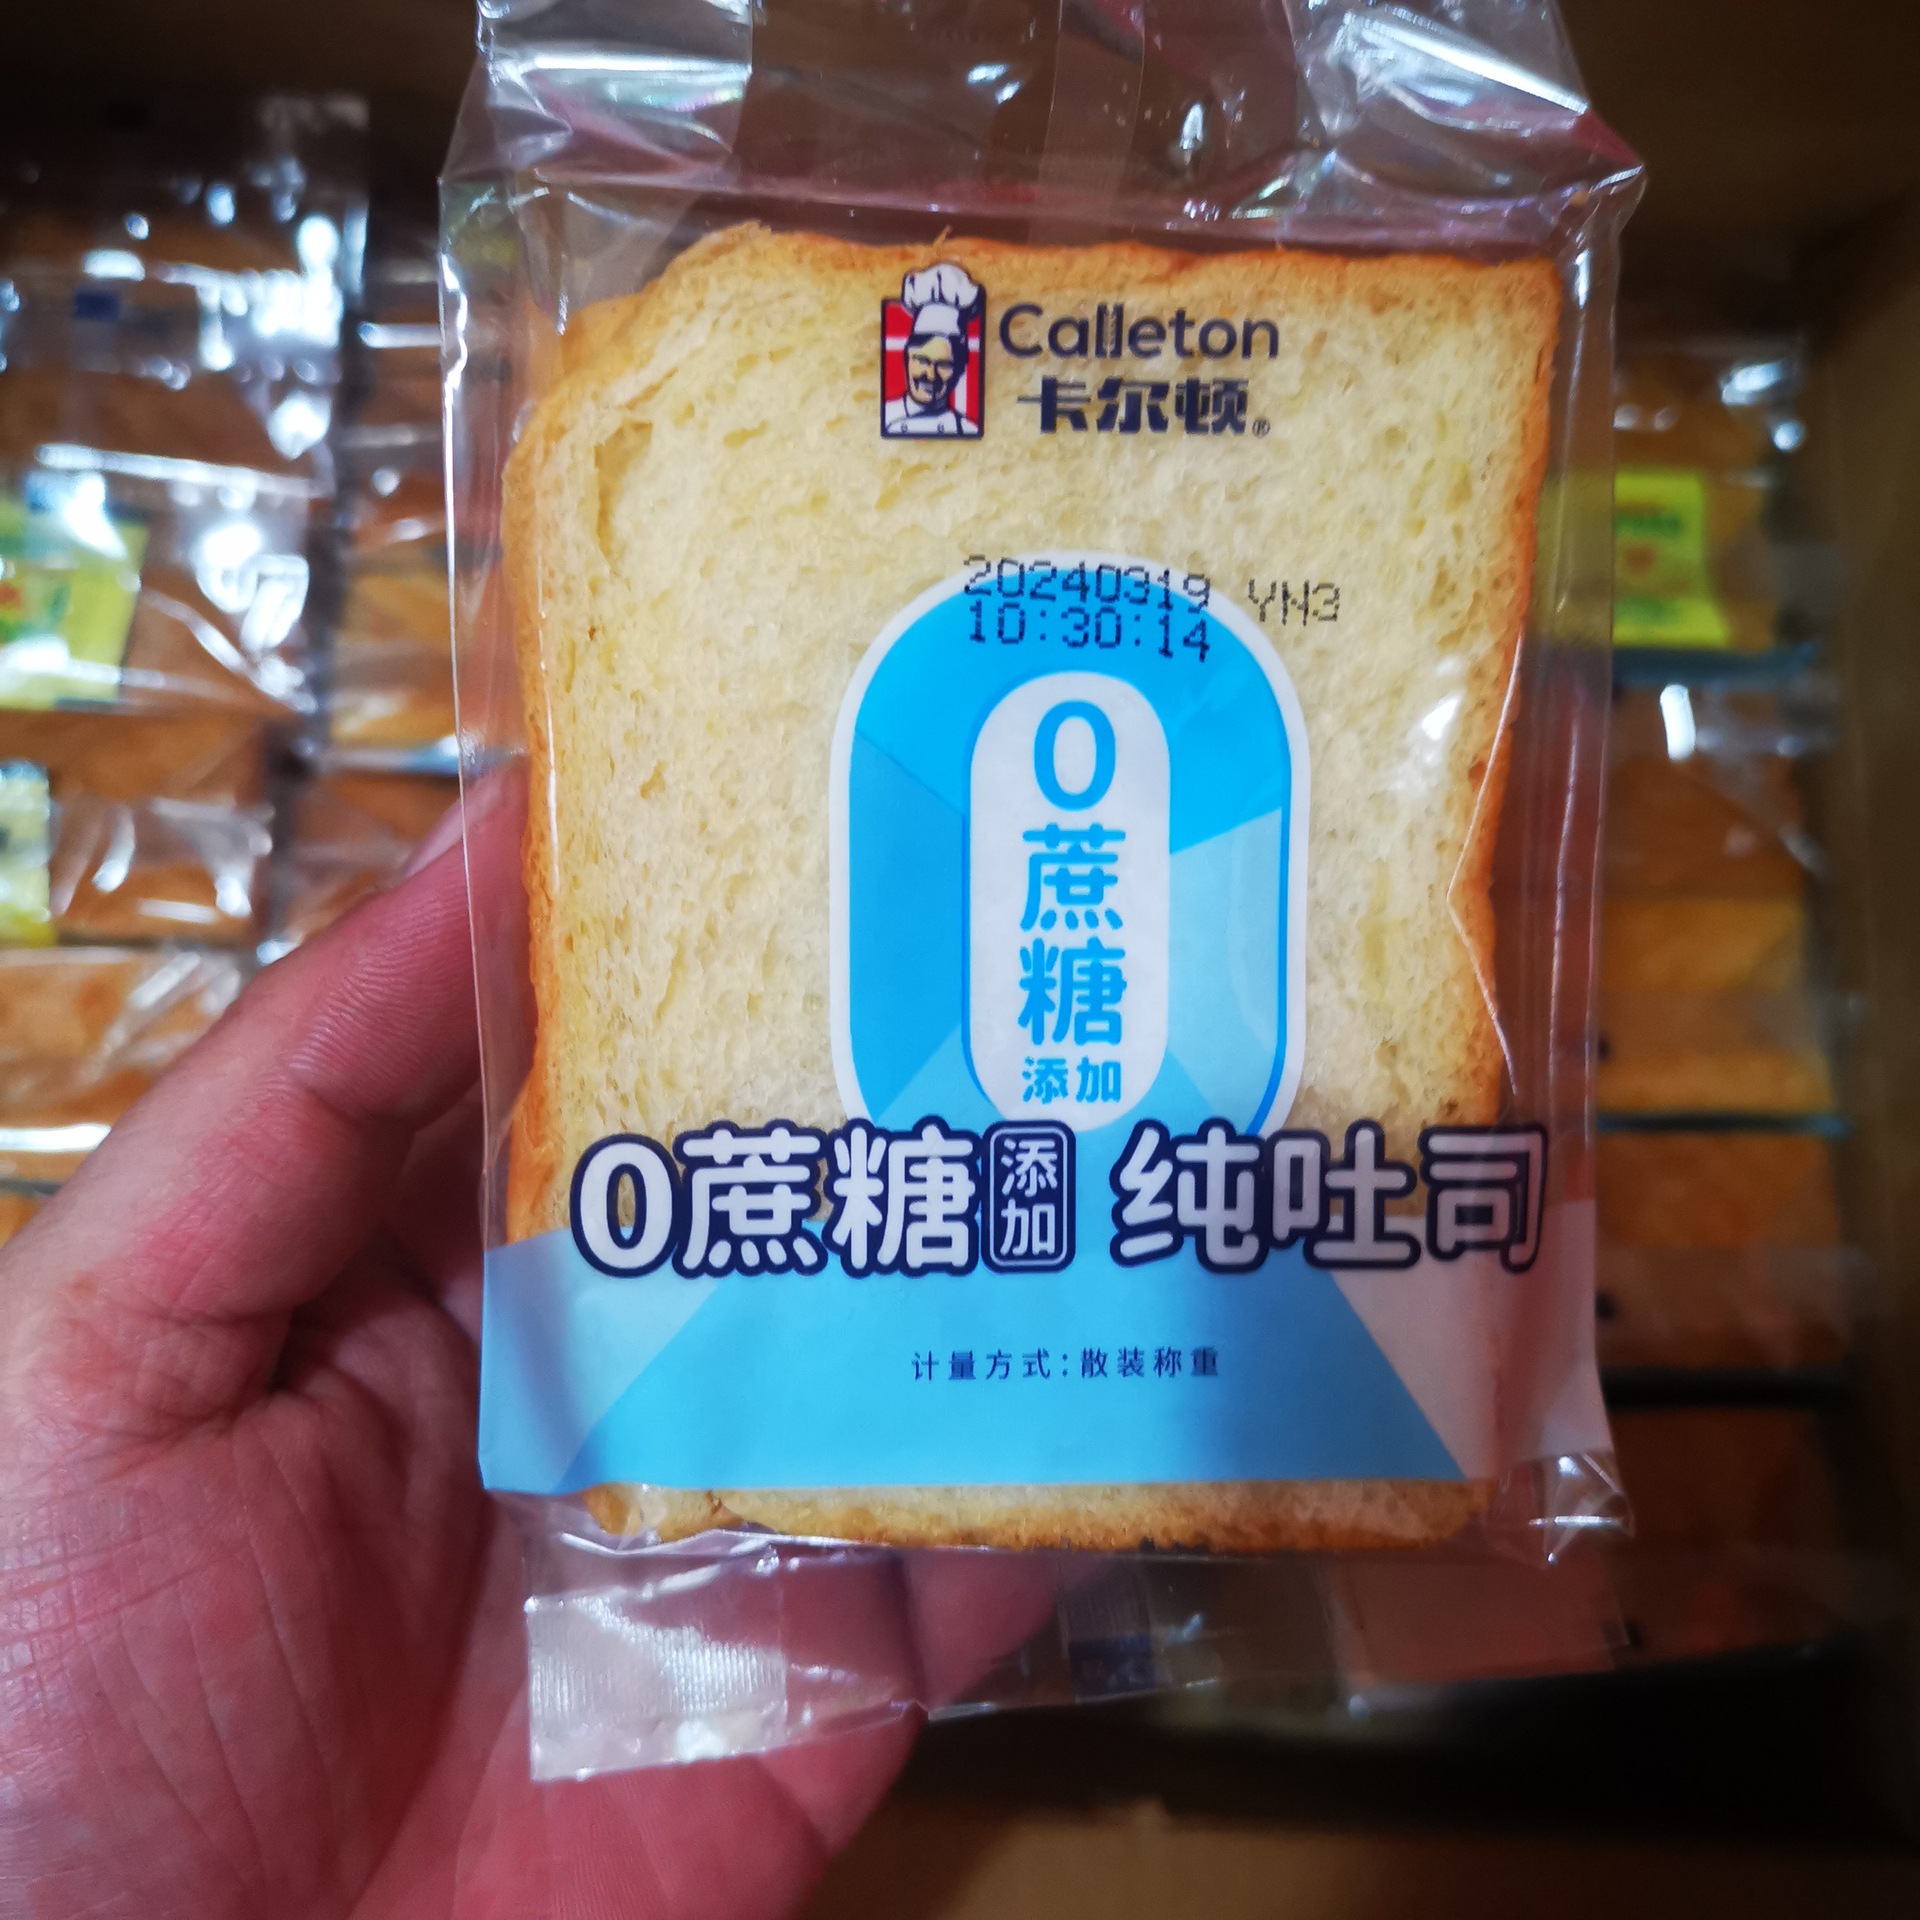 Calleton
卡尔顿®
20240319 YN3
10:30:14
0
蔗
糖
添加
0蔗糖添加 纯吐司
计量方式：散装称重